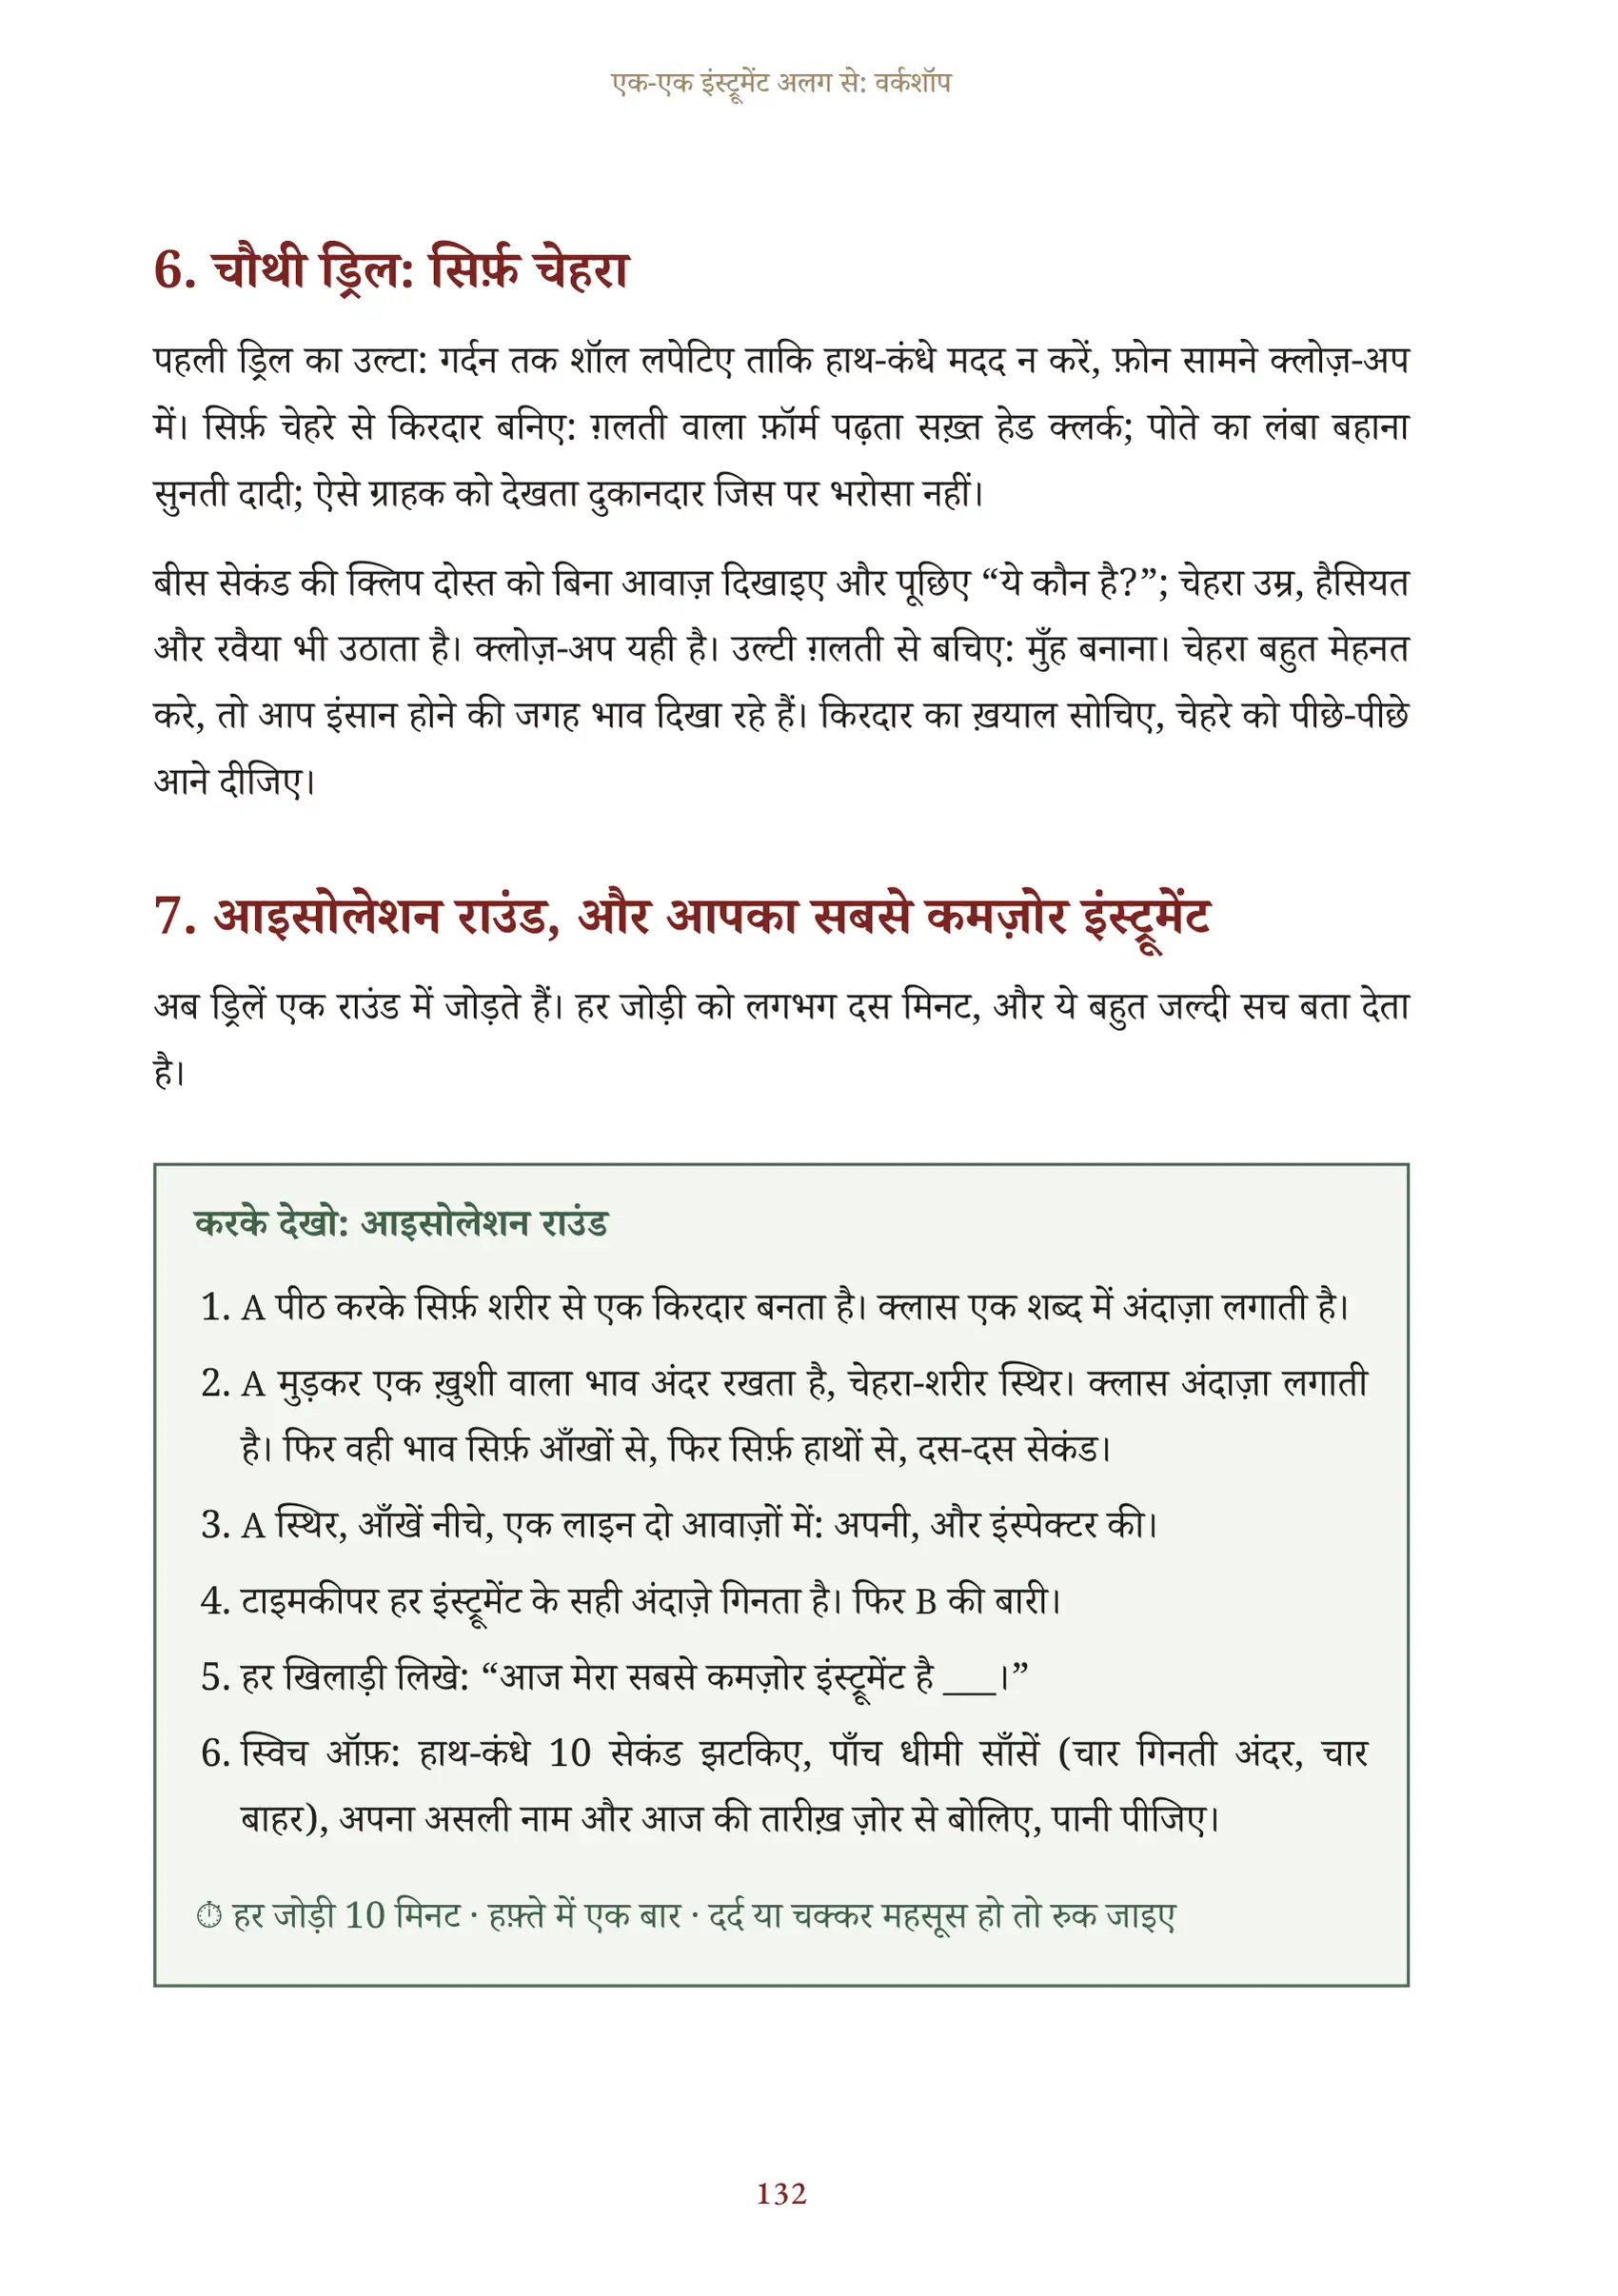 एक-एक इंस्ट्रूमेंट अलग से: वर्कशॉप
6. चौथी ड्रिल: सिर्फ़ चेहरा
पहली ड्रिल का उल्टा: गर्दन तक शॉल लपेटिए ताकि हाथ-कंधे मदद न करें, फ़ोन सामने क्लोज़-अप
में। सिर्फ़ चेहरे से किरदार बनिए: ग़लती वाला फ़ॉर्म पढ़ता सख़्त हेड क्लर्क; पोते का लंबा बहाना
सुनती दादी; ऐसे ग्राहक को देखता दुकानदार जिस पर भरोसा नहीं।
बीस सेकंड की क्लिप दोस्त को बिना आवाज़ दिखाइए और पूछिए “ये कौन है?”; चेहरा उम्र, हैसियत
और रवैया भी उठाता है। क्लोज़-अप यही है। उल्टी ग़लती से बचिए: मुँह बनाना। चेहरा बहुत मेहनत
करे, तो आप इंसान होने की जगह भाव दिखा रहे हैं। किरदार का ख़याल सोचिए, चेहरे को पीछे-पीछे
आने दीजिए।
7. आइसोलेशन राउंड, और आपका सबसे कमज़ोर इंस्ट्रूमेंट
अब ड्रिलें एक राउंड में जोड़ते हैं। हर जोड़ी को लगभग दस मिनट, और ये बहुत जल्दी सच बता देता
है।
करके देखो: आइसोलेशन राउंड
1. A पीठ करके सिर्फ़ शरीर से एक किरदार बनता है। क्लास एक शब्द में अंदाज़ा लगाती है।
2. A मुड़कर एक ख़ुशी वाला भाव अंदर रखता है, चेहरा-शरीर स्थिर। क्लास अंदाज़ा लगाती
है। फिर वही भाव सिर्फ़ आँखों से, फिर सिर्फ़ हाथों से, दस-दस सेकंड।
3. A स्थिर, आँखें नीचे, एक लाइन दो आवाज़ों में: अपनी, और इंस्पेक्टर की।
4. टाइमकीपर हर इंस्ट्रूमेंट के सही अंदाज़े गिनता है। फिर B की बारी।
5. हर खिलाड़ी लिखे: “आज मेरा सबसे कमज़ोर इंस्ट्रूमेंट है ___।”
6. स्विच ऑफ़: हाथ-कंधे 10 सेकंड झटकिए, पाँच धीमी साँसें (चार गिनती अंदर, चार
बाहर), अपना असली नाम और आज की तारीख़ ज़ोर से बोलिए, पानी पीजिए।
⏱ हर जोड़ी 10 मिनट · हफ़्ते में एक बार · दर्द या चक्कर महसूस हो तो रुक जाइए
132